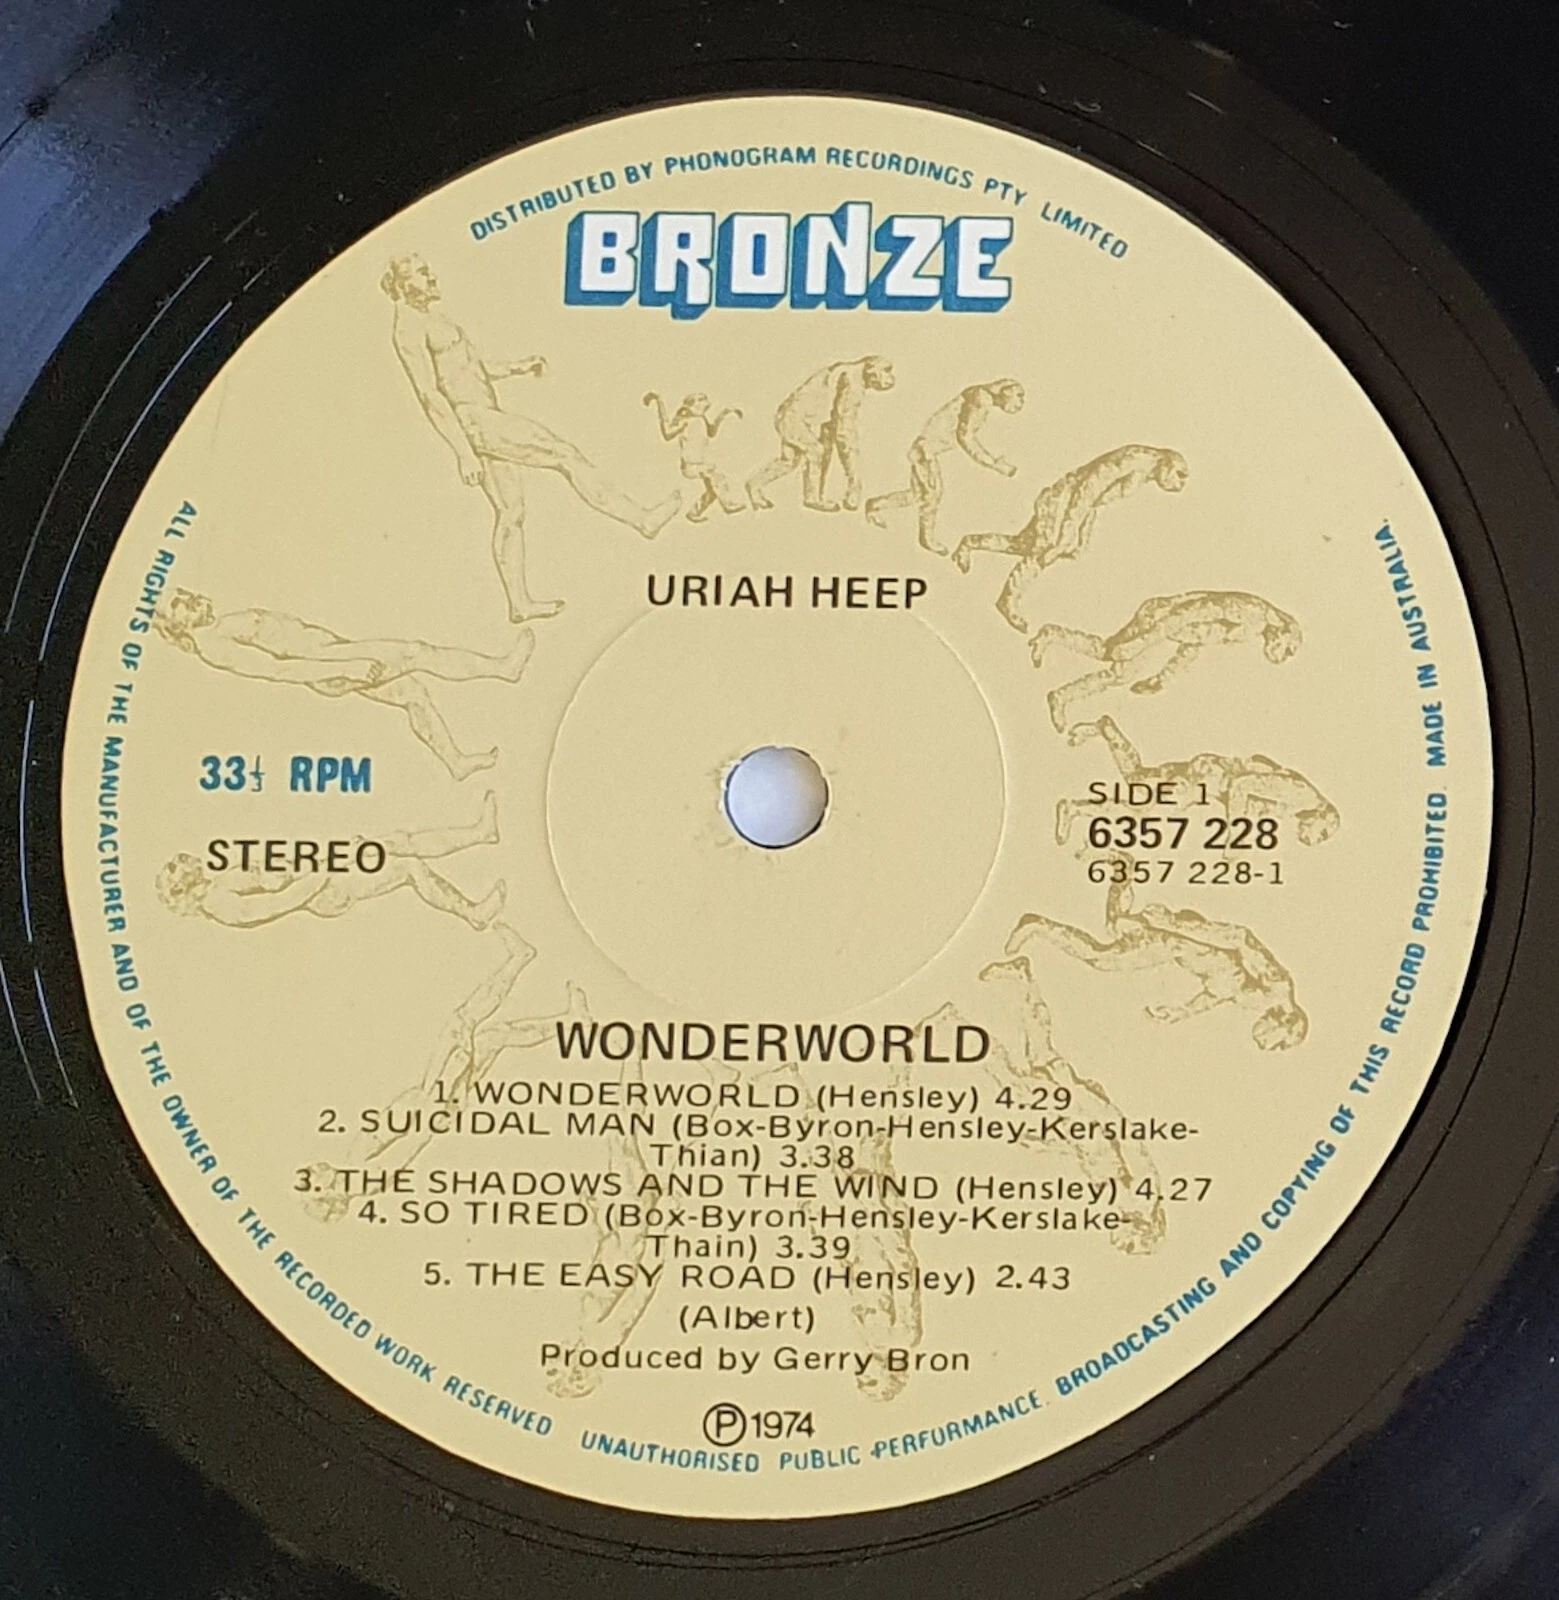 DISTRIBUTED BY PHONOGRAM RECORDINGS PTY LIMITED
BRONZE
URIAH HEEP
33⅓ RPM
STEREO
SIDE 1
6357 228
6357 228-1
WONDERWORLD
1. WONDERWORLD (Hensley) 4.29
2. SUICIDAL MAN (Box-Byron-Hensley-Kerslake-
Thian) 3.38
3. THE SHADOWS AND THE WIND (Hensley) 4.27
4. SO TIRED (Box-Byron-Hensley-Kerslake-
Thain) 3.39
5. THE EASY ROAD (Hensley) 2.43
(Albert)
Produced by Gerry Bron
Ⓟ1974
ALL RIGHTS OF THE MANUFACTURER AND OF THE OWNER OF THE RECORDED WORK RESERVED UNAUTHORISED PUBLIC PERFORMANCE. BROADCASTING AND COPYING OF THIS RECORD PROHIBITED. MADE IN AUSTRALIA.